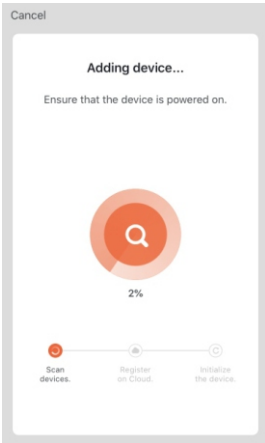 Cancel
Adding device...
Ensure that the device is powered on.
2%
Scan
devices.
Register
on Cloud.
Initialize
the device.